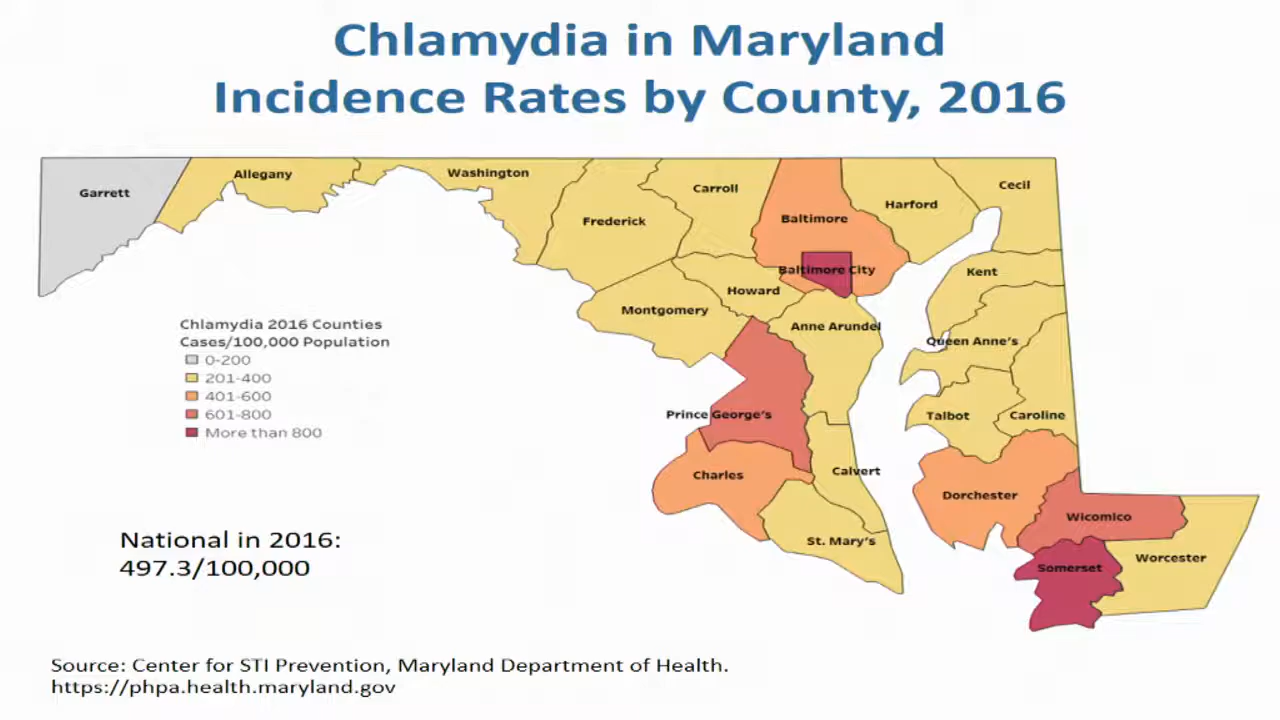 Chlamydia in Maryland
Incidence Rates by County, 2016
Garrett
Allegany
Washington
Frederick
Carroll
Baltimore
Harford
Cecil
Baltimore City
Kent
Howard
Montgomery
Anne Arundel
Queen Anne's
Chlamydia 2016 Counties
Cases/100,000 Population
0-200
201-400
401-600
601-800
More than 800
Prince George's
Talbot
Caroline
Charles
Calvert
Dorchester
Wicomico
St. Mary's
Worcester
Somerset
National in 2016:
497.3/100,000
Source: Center for STI Prevention, Maryland Department of Health.
https://phpa.health.maryland.gov